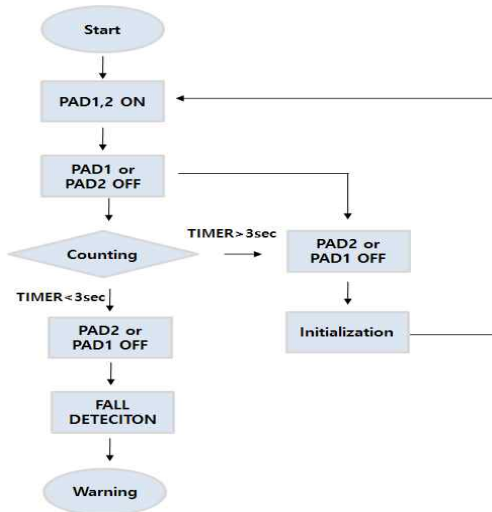 Start
PAD1,2 ON
PAD1 or
PAD2 OFF
Counting
TIMER>3sec
PAD2 or
PAD1 OFF
Initialization
TIMER<3sec
PAD2 or
PAD1 OFF
FALL
DETECITON
Warning